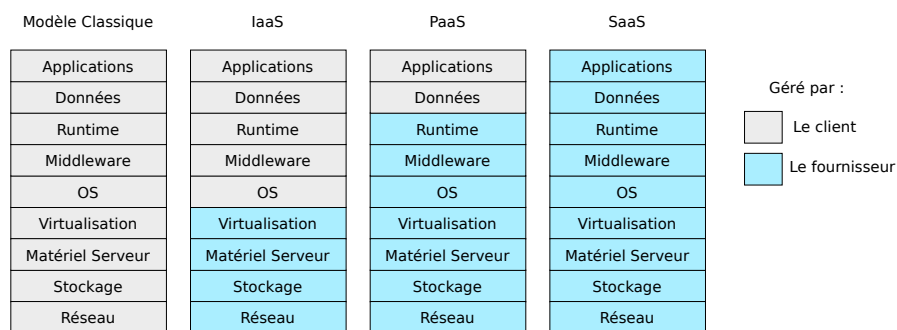 Modèle Classique
IaaS
PaaS
SaaS
Applications
Données
Runtime
Middleware
OS
Virtualisation
Matériel Serveur
Stockage
Réseau
Applications
Données
Runtime
Middleware
OS
Virtualisation
Matériel Serveur
Stockage
Réseau
Applications
Données
Runtime
Middleware
OS
Virtualisation
Matériel Serveur
Stockage
Réseau
Applications
Données
Runtime
Middleware
OS
Virtualisation
Matériel Serveur
Stockage
Réseau
Géré par :
Le client
Le fournisseur